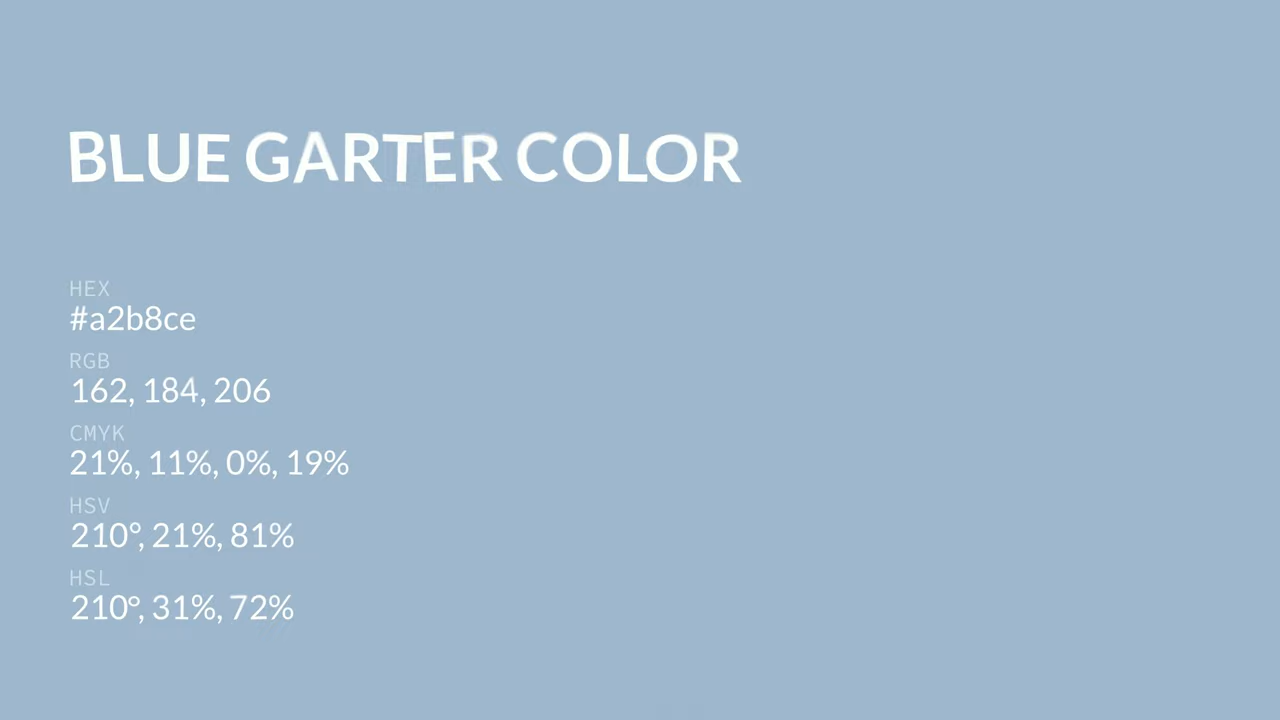 BLUE GARTER COLOR
HEX
#a2b8ce
RGB
162, 184, 206
CMYK
21%, 11%, 0%, 19%
HSV
210°, 21%, 81%
HSL
210°, 31%, 72%